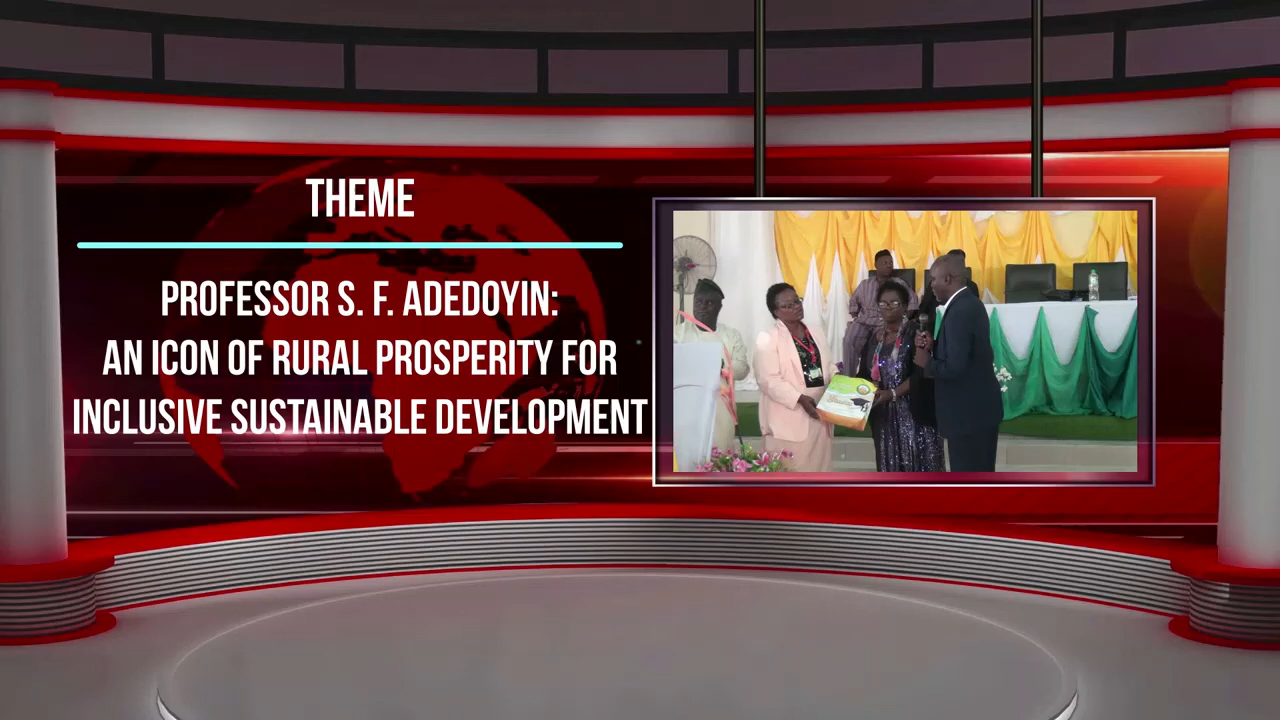 THEME
PROFESSOR S. F. ADEDOYIN:
AN ICON OF RURAL PROSPERITY FOR
INCLUSIVE SUSTAINABLE DEVELOPMENT